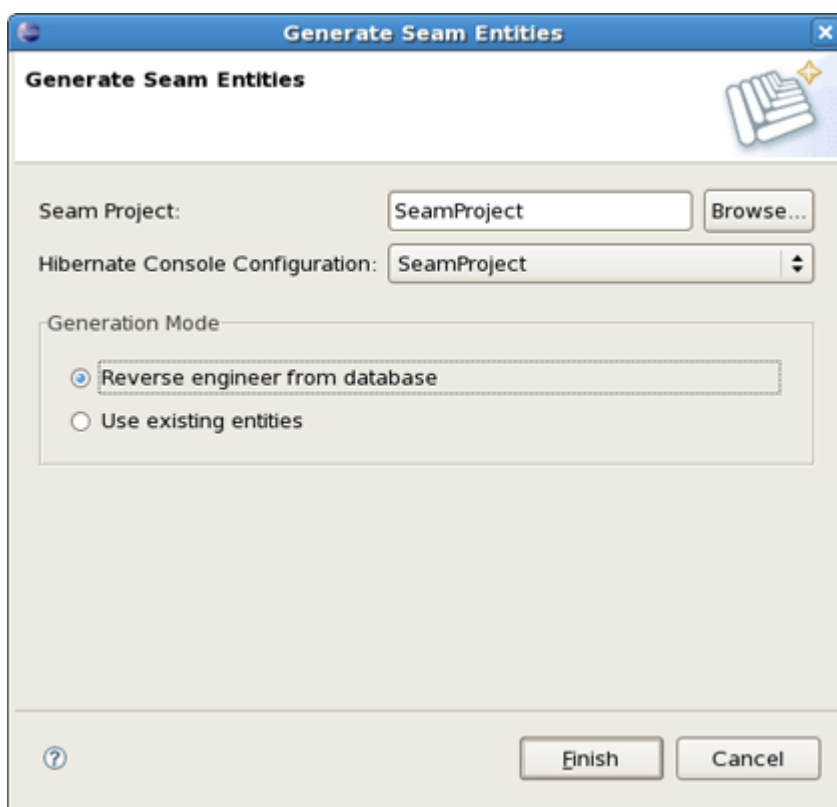 Generate Seam Entities
Generate Seam Entities
Seam Project: SeamProject Browse...
Hibernate Console Configuration: SeamProject
Generation Mode
Reverse engineer from database
Use existing entities
? Finish Cancel